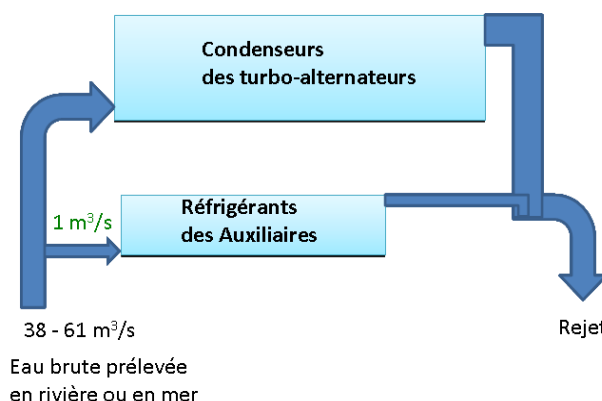 Condenseurs
des turbo-alternateurs
1 m³/s
Réfrigérants
des Auxiliaires
38 - 61 m³/s
Rejet
Eau brute prélevée
en rivière ou en mer